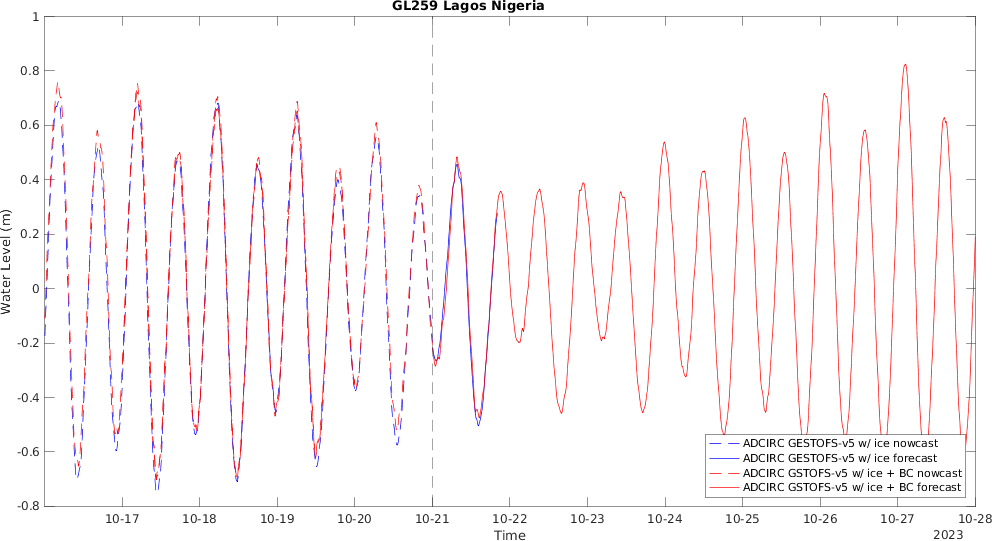 GL259 Lagos Nigeria
1
0.8
0.6
0.4
0.2
0
-0.2
-0.4
-0.6
-0.8
Water Level (m)
ADCIRC GESTOFS-v5 w/ ice nowcast
ADCIRC GESTOFS-v5 w/ ice forecast
ADCIRC GSTOFS-v5 w/ ice + BC nowcast
ADCIRC GSTOFS-v5 w/ ice + BC forecast
10-17 10-18 10-19 10-20 10-21 10-22 10-23 10-24 10-25 10-26 10-27 10-28
Time
2023